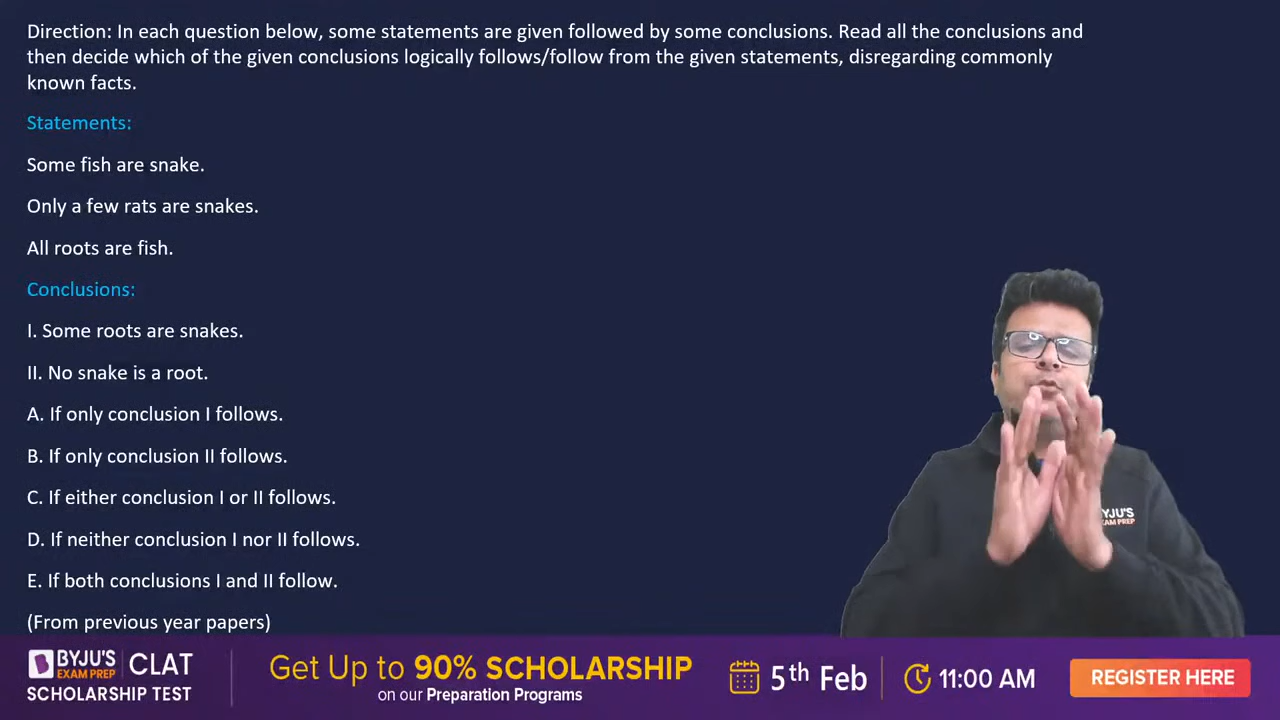 Direction: In each question below, some statements are given followed by some conclusions. Read all the conclusions and
then decide which of the given conclusions logically follows/follow from the given statements, disregarding commonly
known facts.
Statements:
Some fish are snake.
Only a few rats are snakes.
All roots are fish.
Conclusions:
I. Some roots are snakes.
II. No snake is a root.
A. If only conclusion I follows.
B. If only conclusion II follows.
C. If either conclusion I or II follows.
D. If neither conclusion I nor II follows.
E. If both conclusions I and II follow.
(From previous year papers)
YJU'S
AM PREP
BYJU'S
EXAM PREP
CLAT
SCHOLARSHIP TEST
Get Up to 90% SCHOLARSHIP
on our Preparation Programs
5th Feb
11:00 AM
REGISTER HERE